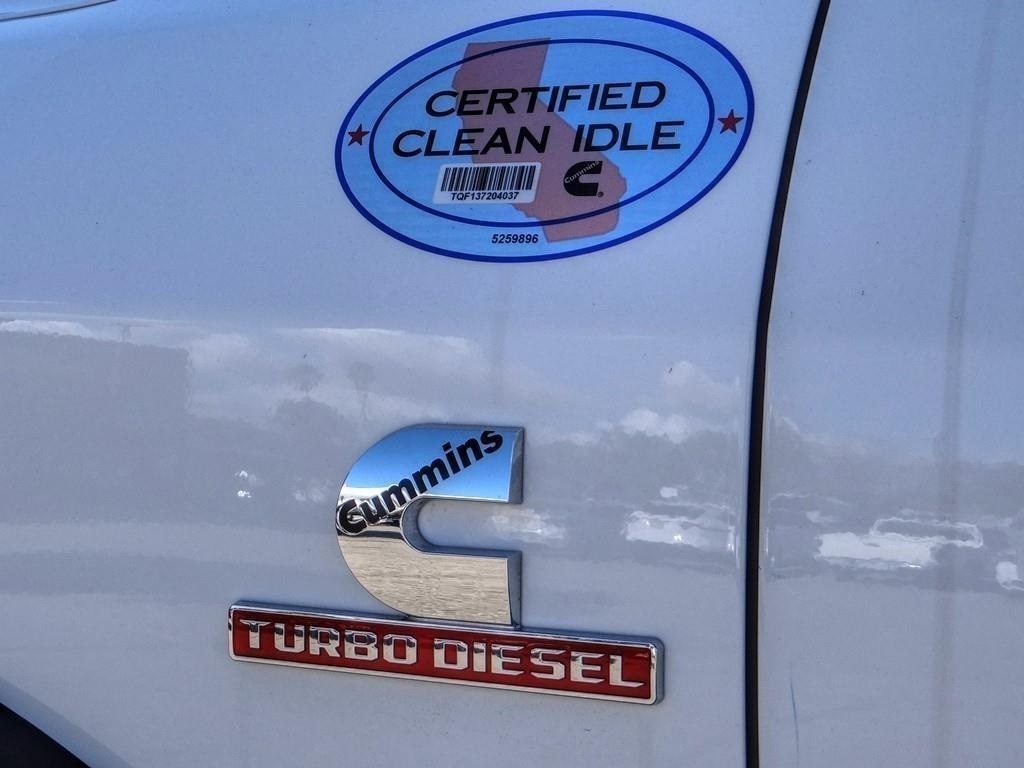 CERTIFIED
CLEAN IDLE
Cummins
TQF137204037
5259896
Cummins
TURBO DIESEL